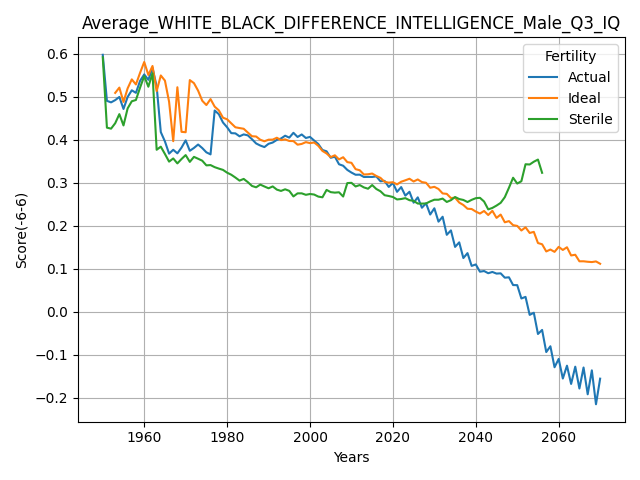 Average_WHITE_BLACK_DIFFERENCE_INTELLIGENCE_Male_Q3_IQ
Fertility
Actual
Ideal
Sterile
Score(-6-6)
0.6
0.5
0.4
0.3
0.2
0.1
0.0
−0.1
−0.2
1960
1980
2000
2020
2040
2060
Years